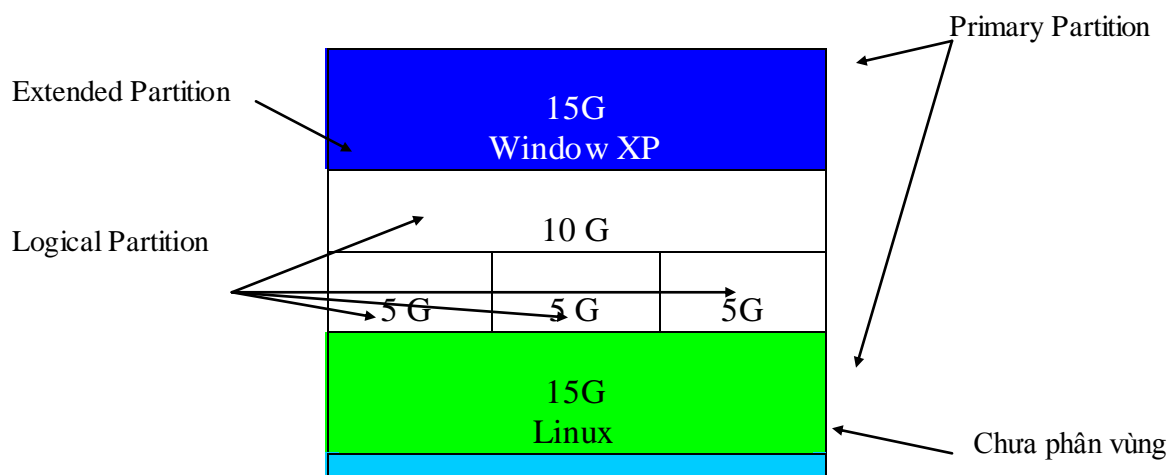 Primary Partition
Extended Partition
15G
Window XP
Logical Partition
10 G
5 G
5 G
5G
15G
Linux
Chưa phân vùng